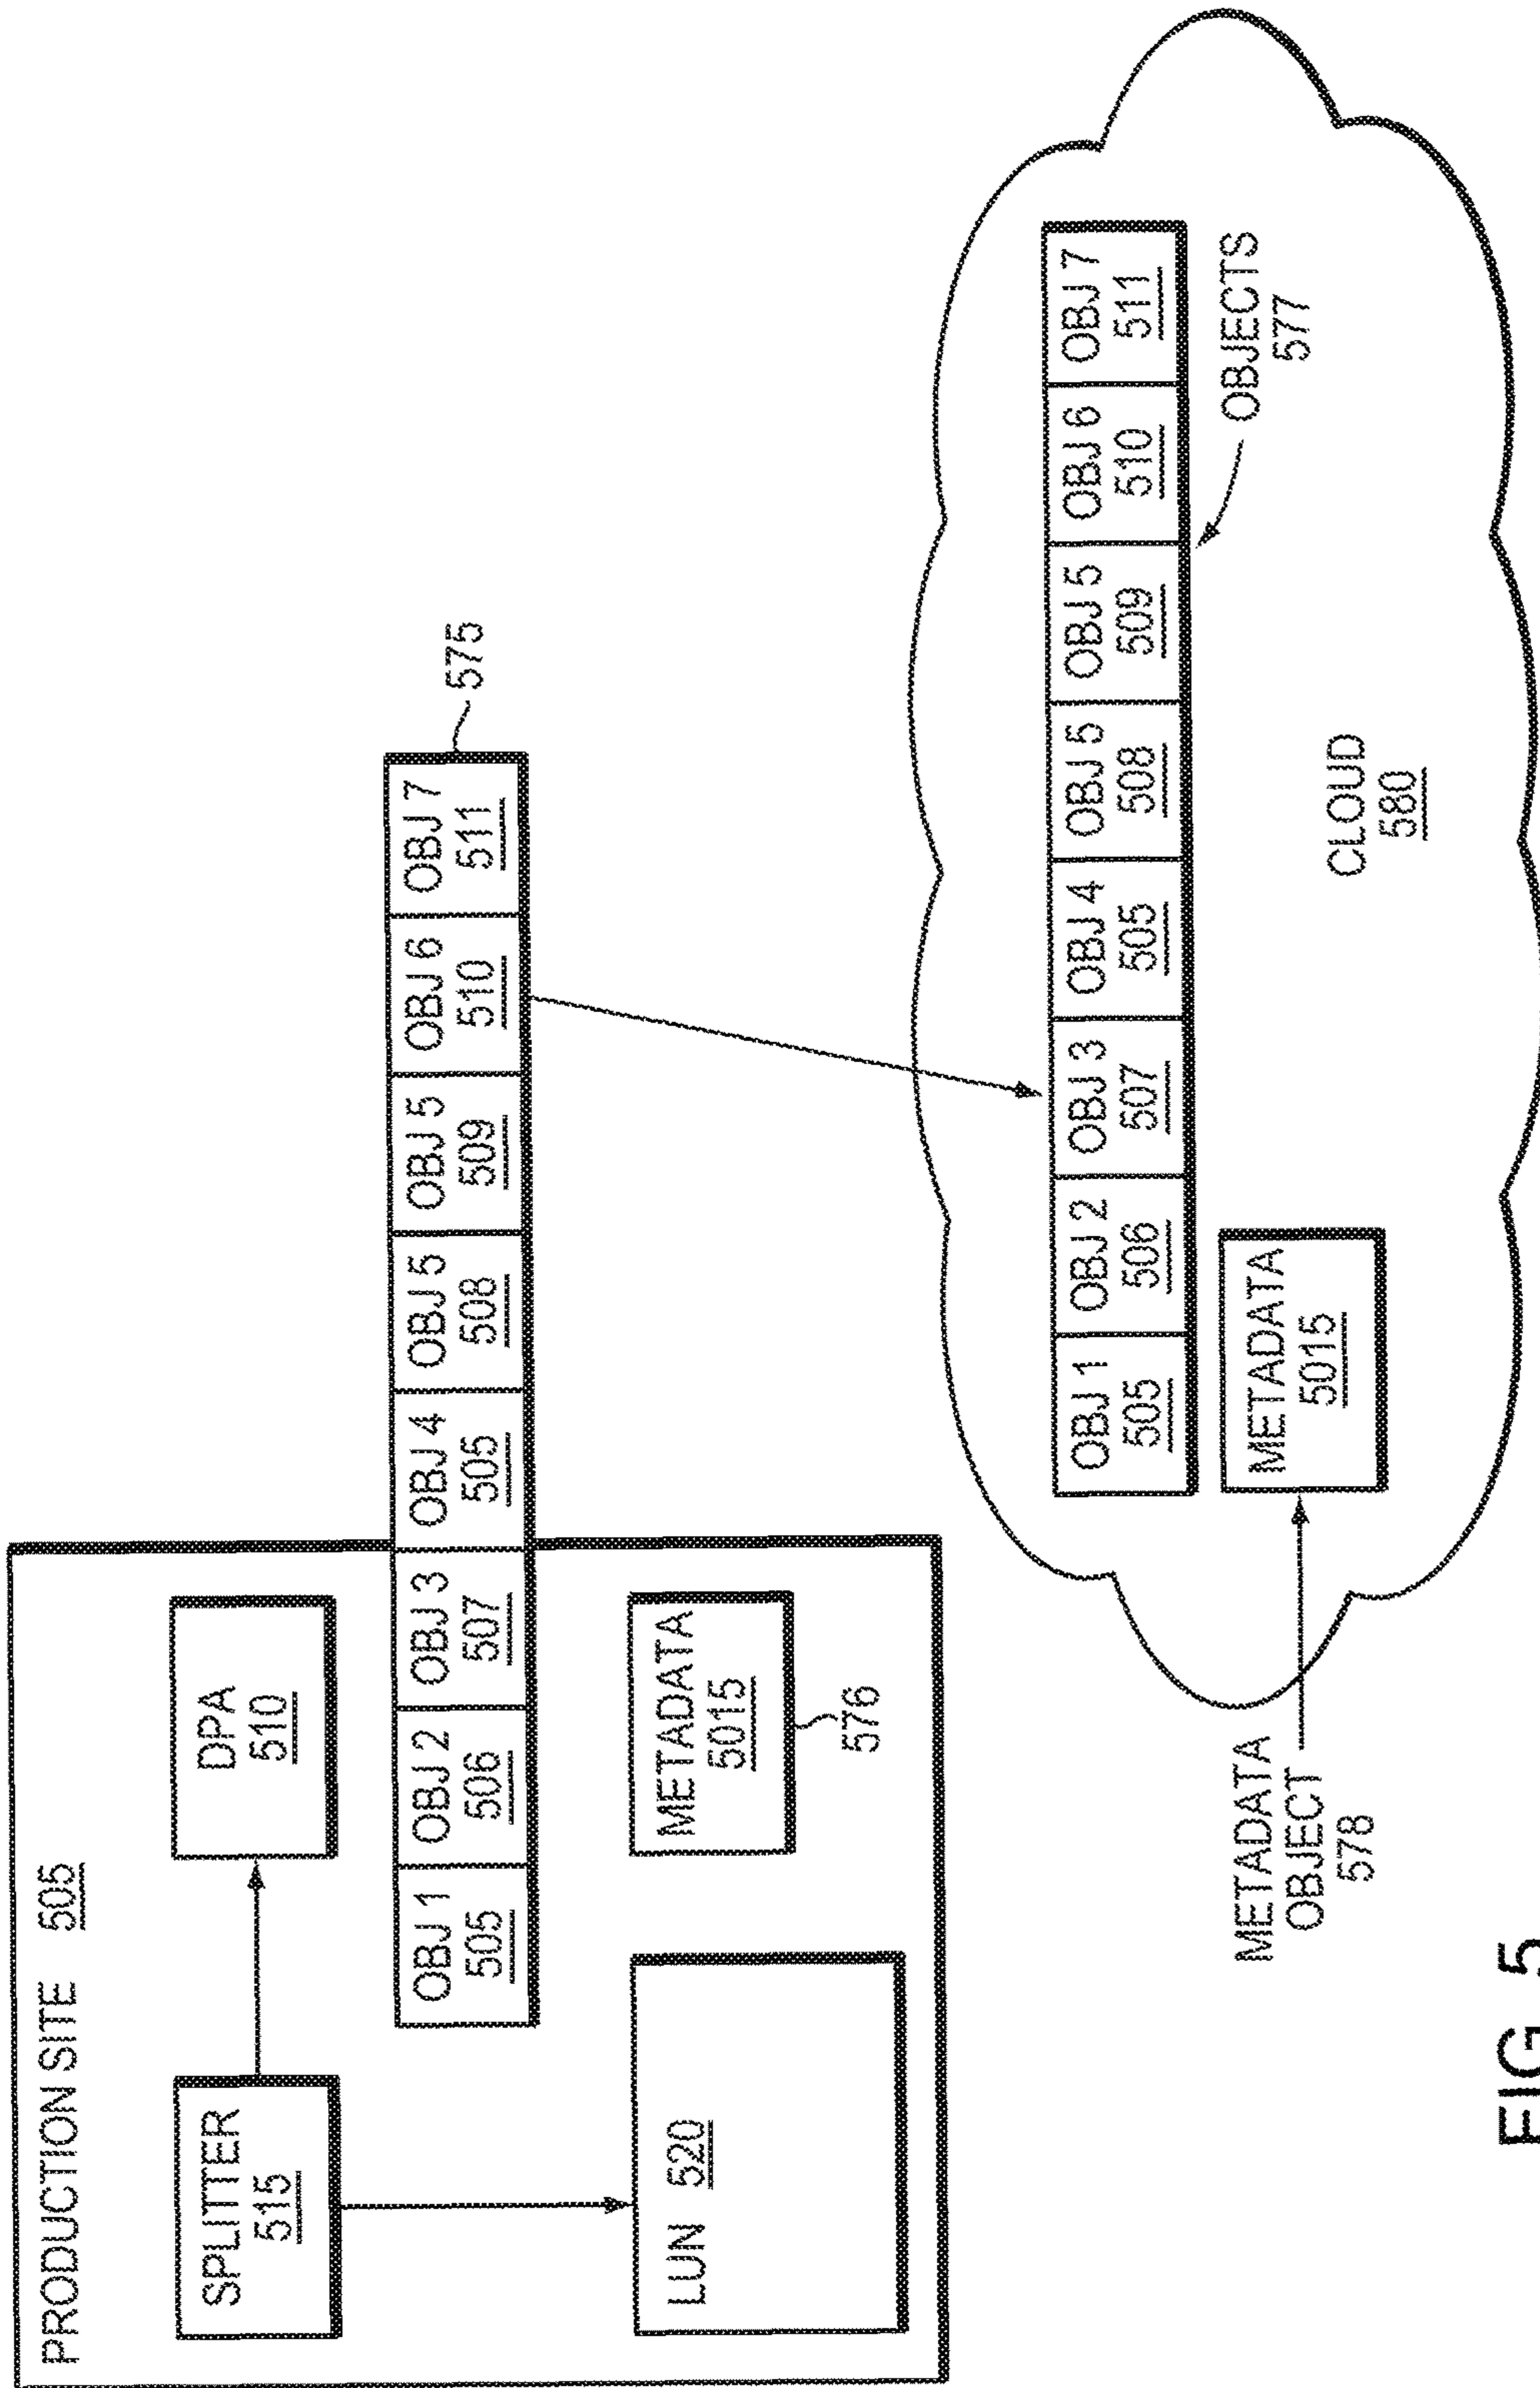 PRODUCTION SITE 505
SPLITTER
515
DPA
510
OBJ 1
505
OBJ 2
506
OBJ 3
507
OBJ 4
505
OBJ 5
508
OBJ 5
509
OBJ 6
510
OBJ 7
511
575
LUN 520
METADATA
5015
576
OBJ 1
505
OBJ 2
506
OBJ 3
507
OBJ 4
505
OBJ 5
508
OBJ 5
509
OBJ 6
510
OBJ 7
511
OBJECTS
577
METADATA
5015
METADATA
OBJECT
578
CLOUD
580
FIG. 5